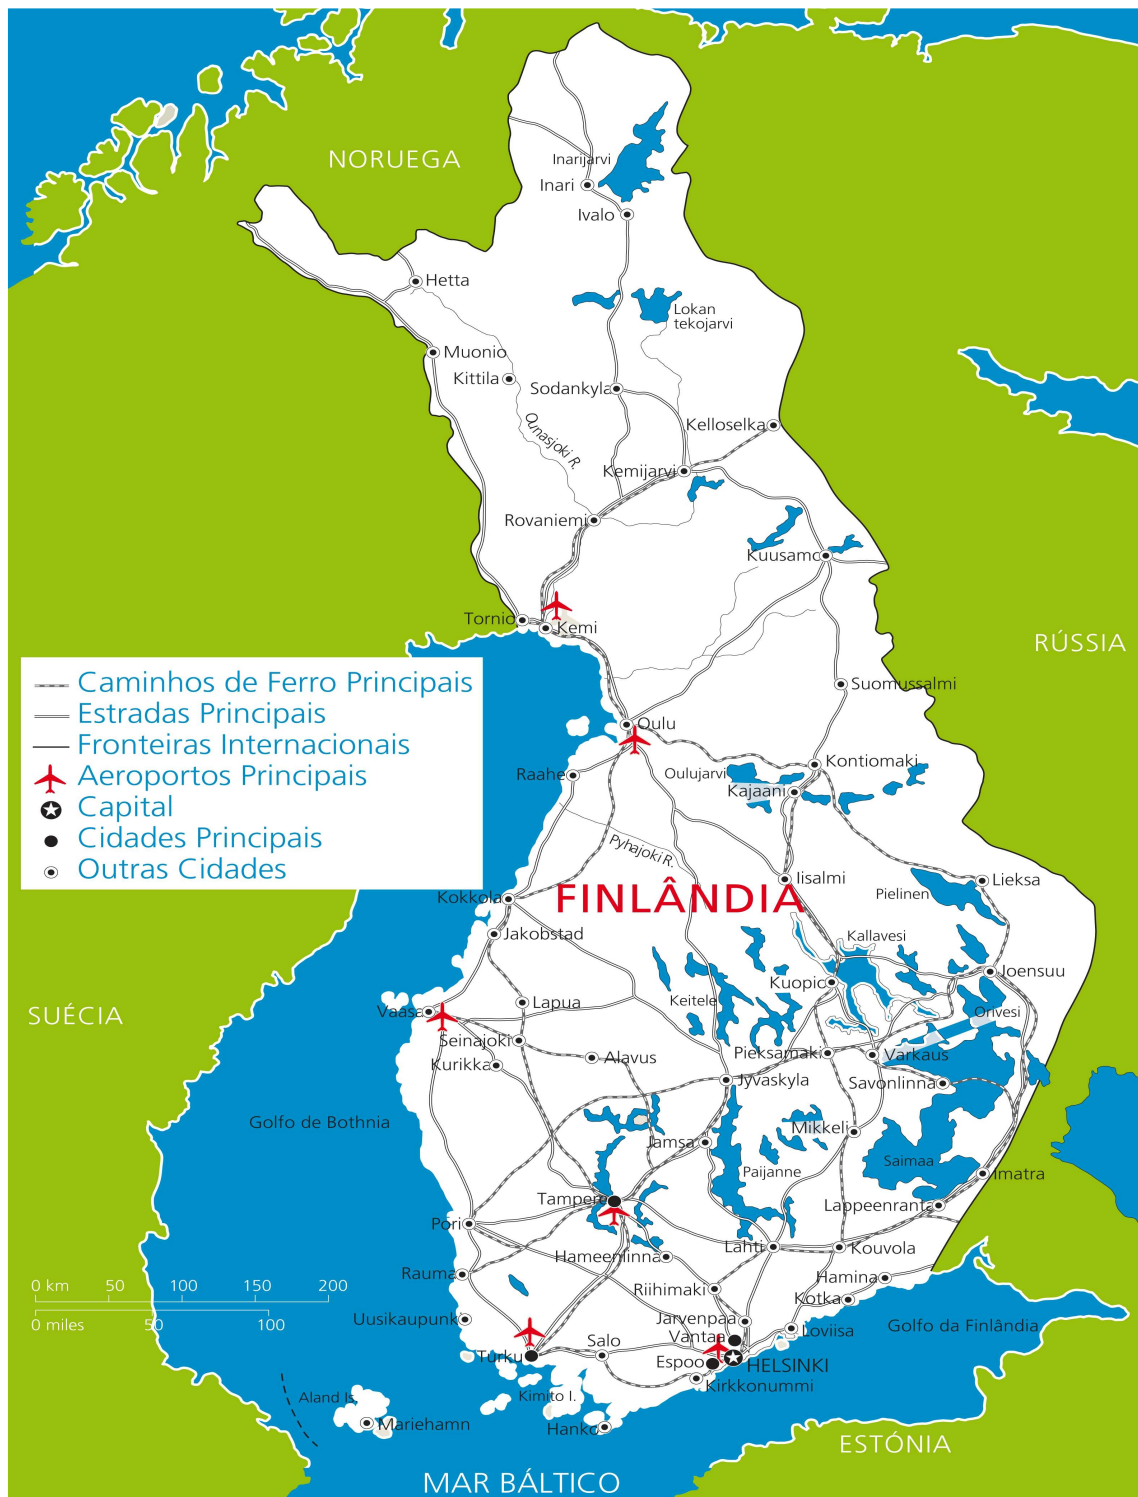 NORUEGA
Inarijarvi
Inari
Ivalo
Hetta
Lokan
tekojarvi
Muonio
Kittila
Sodankyla
Ounasjoki R.
Kelloselka
Kemijarvi
Rovaniemi
Kuusamo
Tornio
Kemi
RÚSSIA
Caminhos de Ferro Principais
Estradas Principais
Fronteiras Internacionais
Aeroportos Principais
Capital
Cidades Principais
Outras Cidades
Suomussalmi
Oulu
Raahe
Oulujarvi
Kontiomaki
Kajaani
Pyhajoki R.
Iisalmi
Lieksa
Pielinen
FINLÂNDIA
Kokkola
Jakobstad
Kallavesi
Joensuu
Kuopio
Lapua
Keitele
Orivesi
Vaasa
SUÉCIA
Seinajoki
Alavus
Pieksamaki
Varkaus
Kurikka
Jyvaskyla
Savonlinna
Golfo de Bothnia
Mikkeli
Jamsa
Saimaa
Paijanne
Imatra
Tampere
Lappeenranta
Pori
Hameenlinna
Lahti
Kouvola
Rauma
Hamina
Riihimaki
Kotka
0 km 50 100 150 200
0 miles 50 100
Uusikaupunki
Jarvenpaa
Loviisa
Golfo da Finlândia
Vantaa
Salo
Turku
Espoo
HELSINKI
Kirkkonummi
Aland Is.
Kimito I.
Mariehamn
Hanko
ESTÓNIA
MAR BÁLTICO